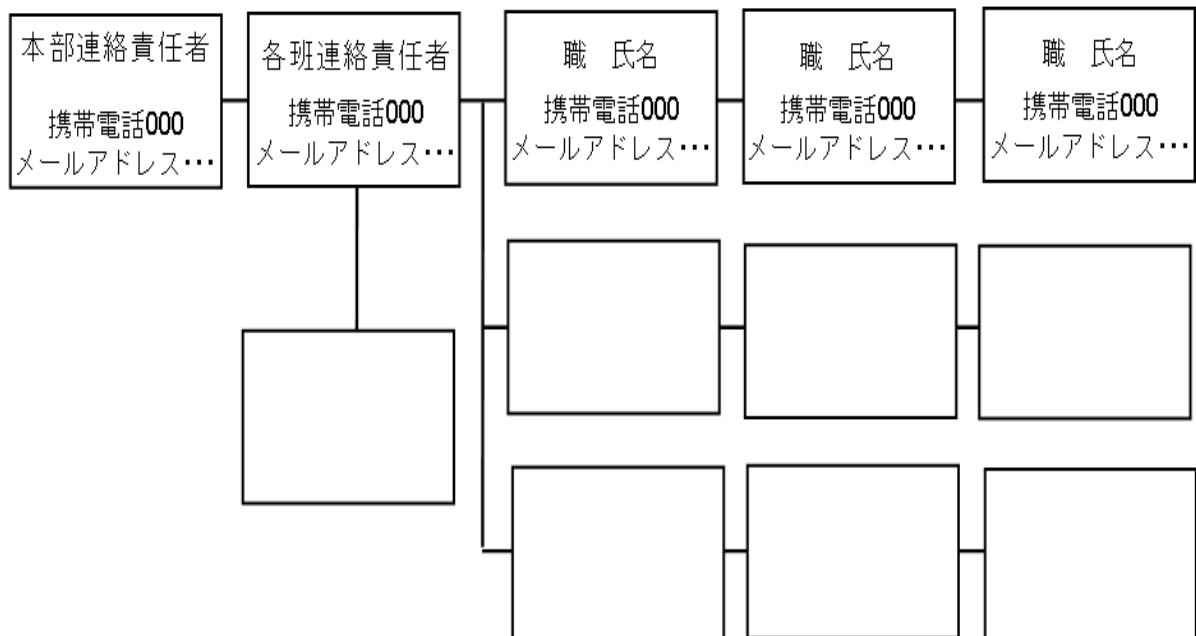 本部連絡責任者
携帯電話000
メールアドレス…
各班連絡責任者
携帯電話000
メールアドレス…
職　氏名
携帯電話000
メールアドレス…
職　氏名
携帯電話000
メールアドレス…
職　氏名
携帯電話000
メールアドレス…